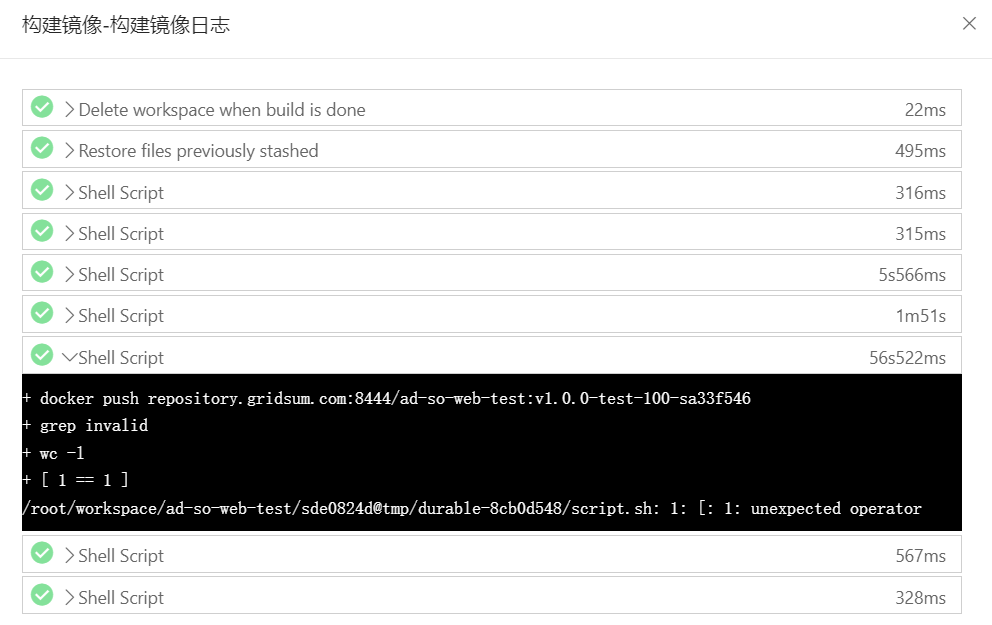 构建镜像-构建镜像日志
Delete workspace when build is done 22ms
Restore files previously stashed 495ms
Shell Script 316ms
Shell Script 315ms
Shell Script 5s566ms
Shell Script 1m51s
Shell Script 56s522ms
+ docker push repository.gridsum.com:8444/ad-so-web-test:v1.0.0-test-100-sa33f546
+ grep invalid
+ wc -l
+ [ 1 == 1 ]
/root/workspace/ad-so-web-test/sde0824d@tmp/durable-8cb0d548/script.sh: 1: [: 1: unexpected operator
Shell Script 567ms
Shell Script 328ms